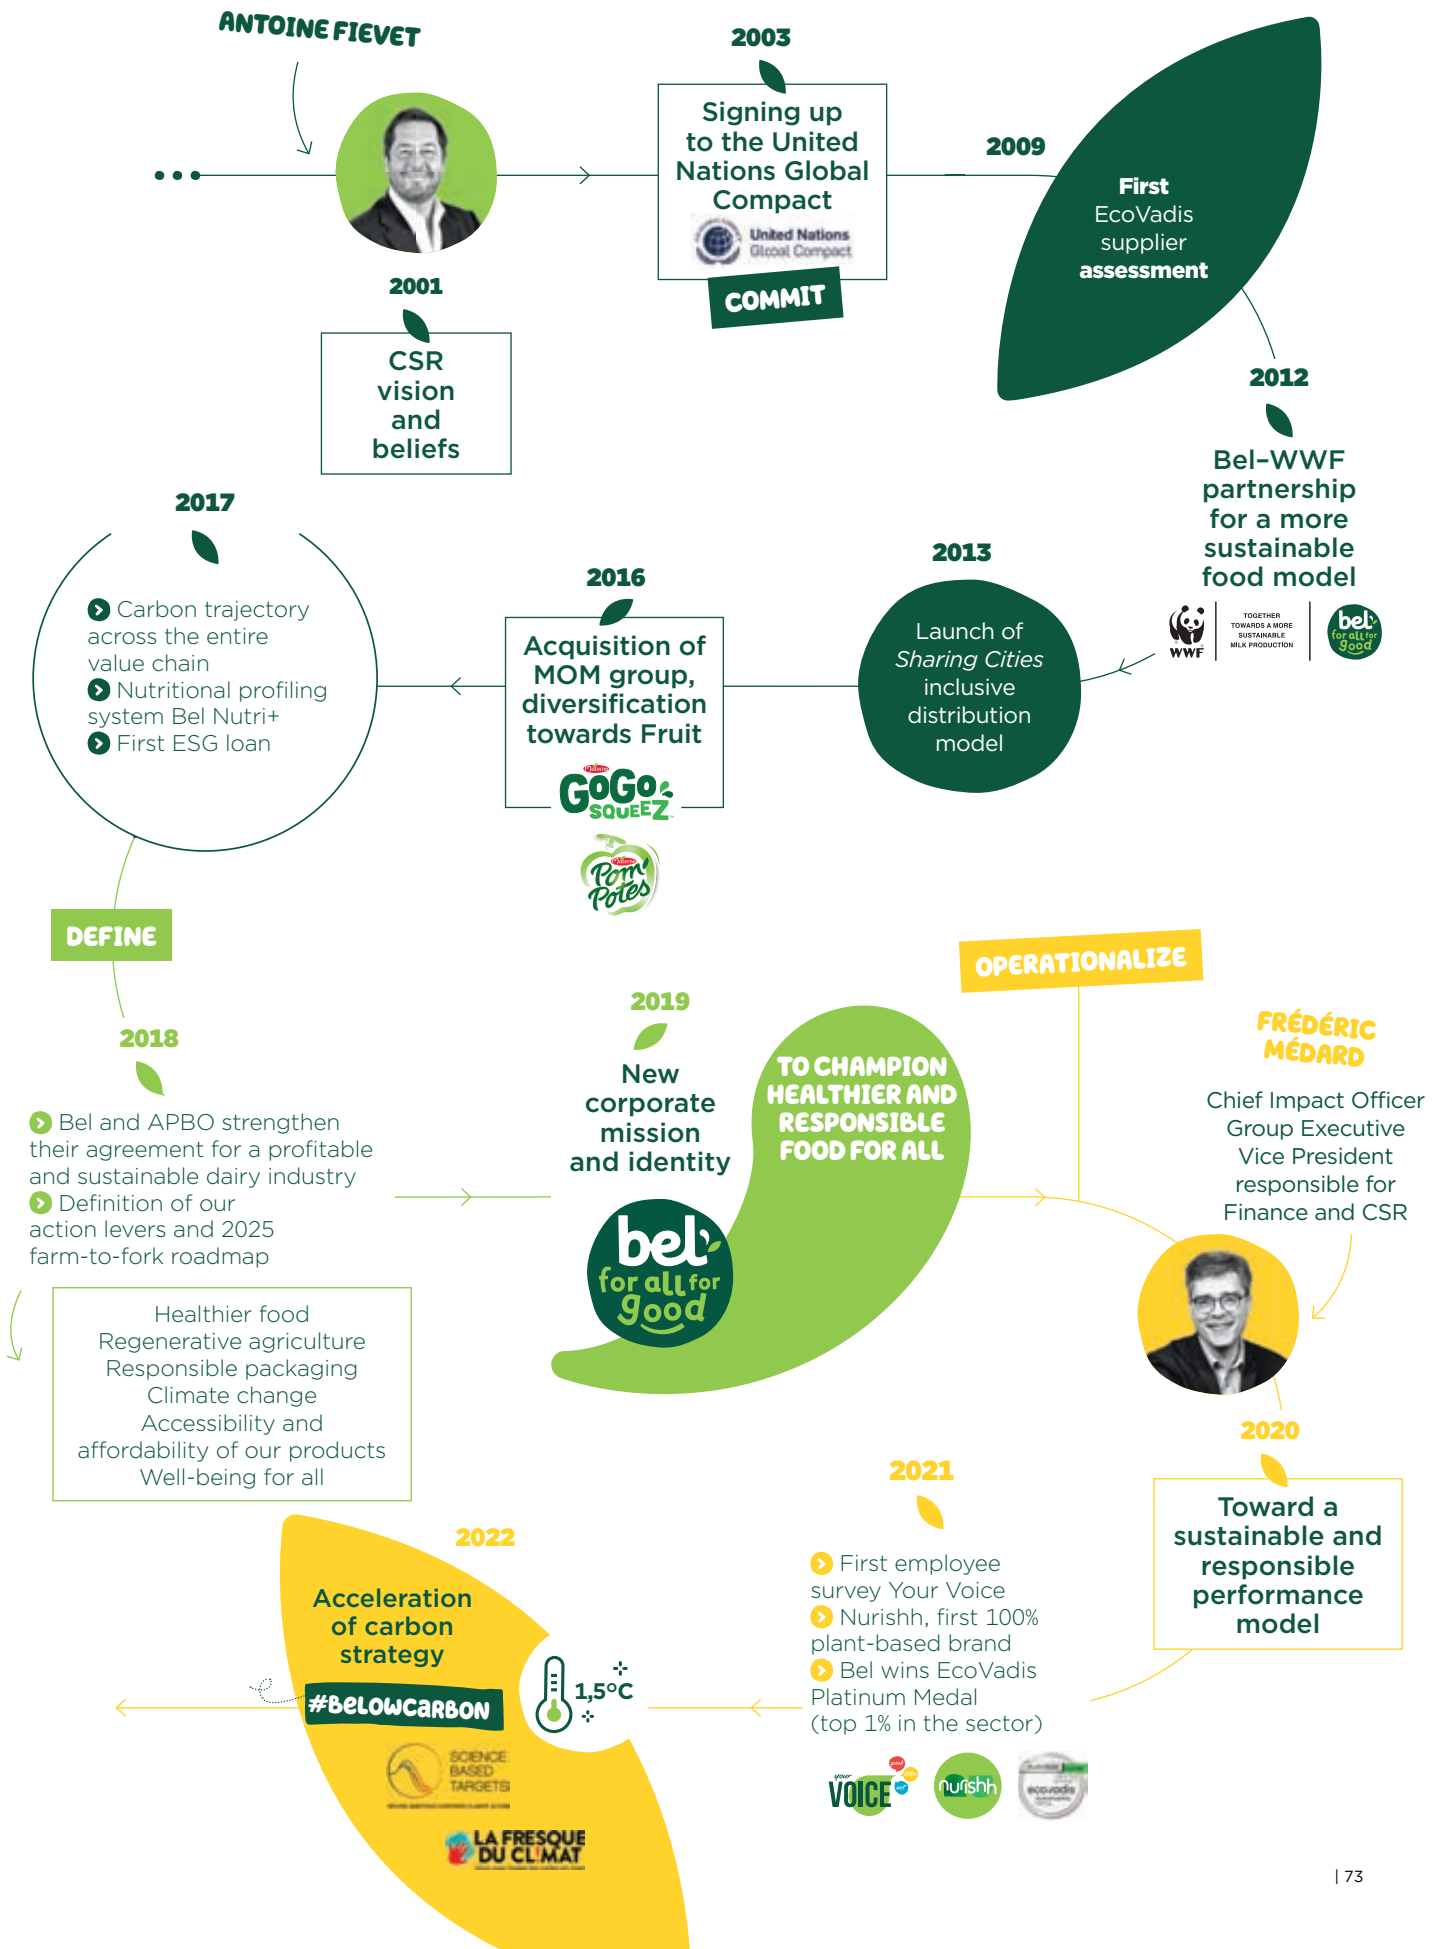 ANTOINE FIEVET
2001
CSR
vision
and
beliefs
2003
Signing up
to the United
Nations Global
Compact
United Nations
Global Compact
COMMIT
2009
First
EcoVadis
supplier
assessment
2012
Bel–WWF
partnership
for a more
sustainable
food model
WWF
TOGETHER
TOWARDS A MORE
SUSTAINABLE
MILK PRODUCTION
bel
for all for
good
2013
Launch of
Sharing Cities
inclusive
distribution
model
2016
Acquisition of
MOM group,
diversification
towards Fruit
GoGo
SQUEEZ
Pom'
Potes
2017
Carbon trajectory
across the entire
value chain
Nutritional profiling
system Bel Nutri+
First ESG loan
DEFINE
2018
Bel and APBO strengthen
their agreement for a profitable
and sustainable dairy industry
Definition of our
action levers and 2025
farm-to-fork roadmap
Healthier food
Regenerative agriculture
Responsible packaging
Climate change
Accessibility and
affordability of our products
Well-being for all
2019
New
corporate
mission
and identity
bel
for all for
good
TO CHAMPION
HEALTHIER AND
RESPONSIBLE
FOOD FOR ALL
OPERATIONALIZE
FRÉDÉRIC
MÉDARD
Chief Impact Officer
Group Executive
Vice President
responsible for
Finance and CSR
2020
Toward a
sustainable and
responsible
performance
model
2021
First employee
survey Your Voice
Nurishh, first 100%
plant-based brand
Bel wins EcoVadis
Platinum Medal
(top 1% in the sector)
your
VOICE
nurishh
ecovadis
2022
Acceleration
of carbon
strategy
#BeLOWCaRBON
1,5°C
SCIENCE
BASED
TARGETS
LA FRESQUE
DU CL!MAT
| 73